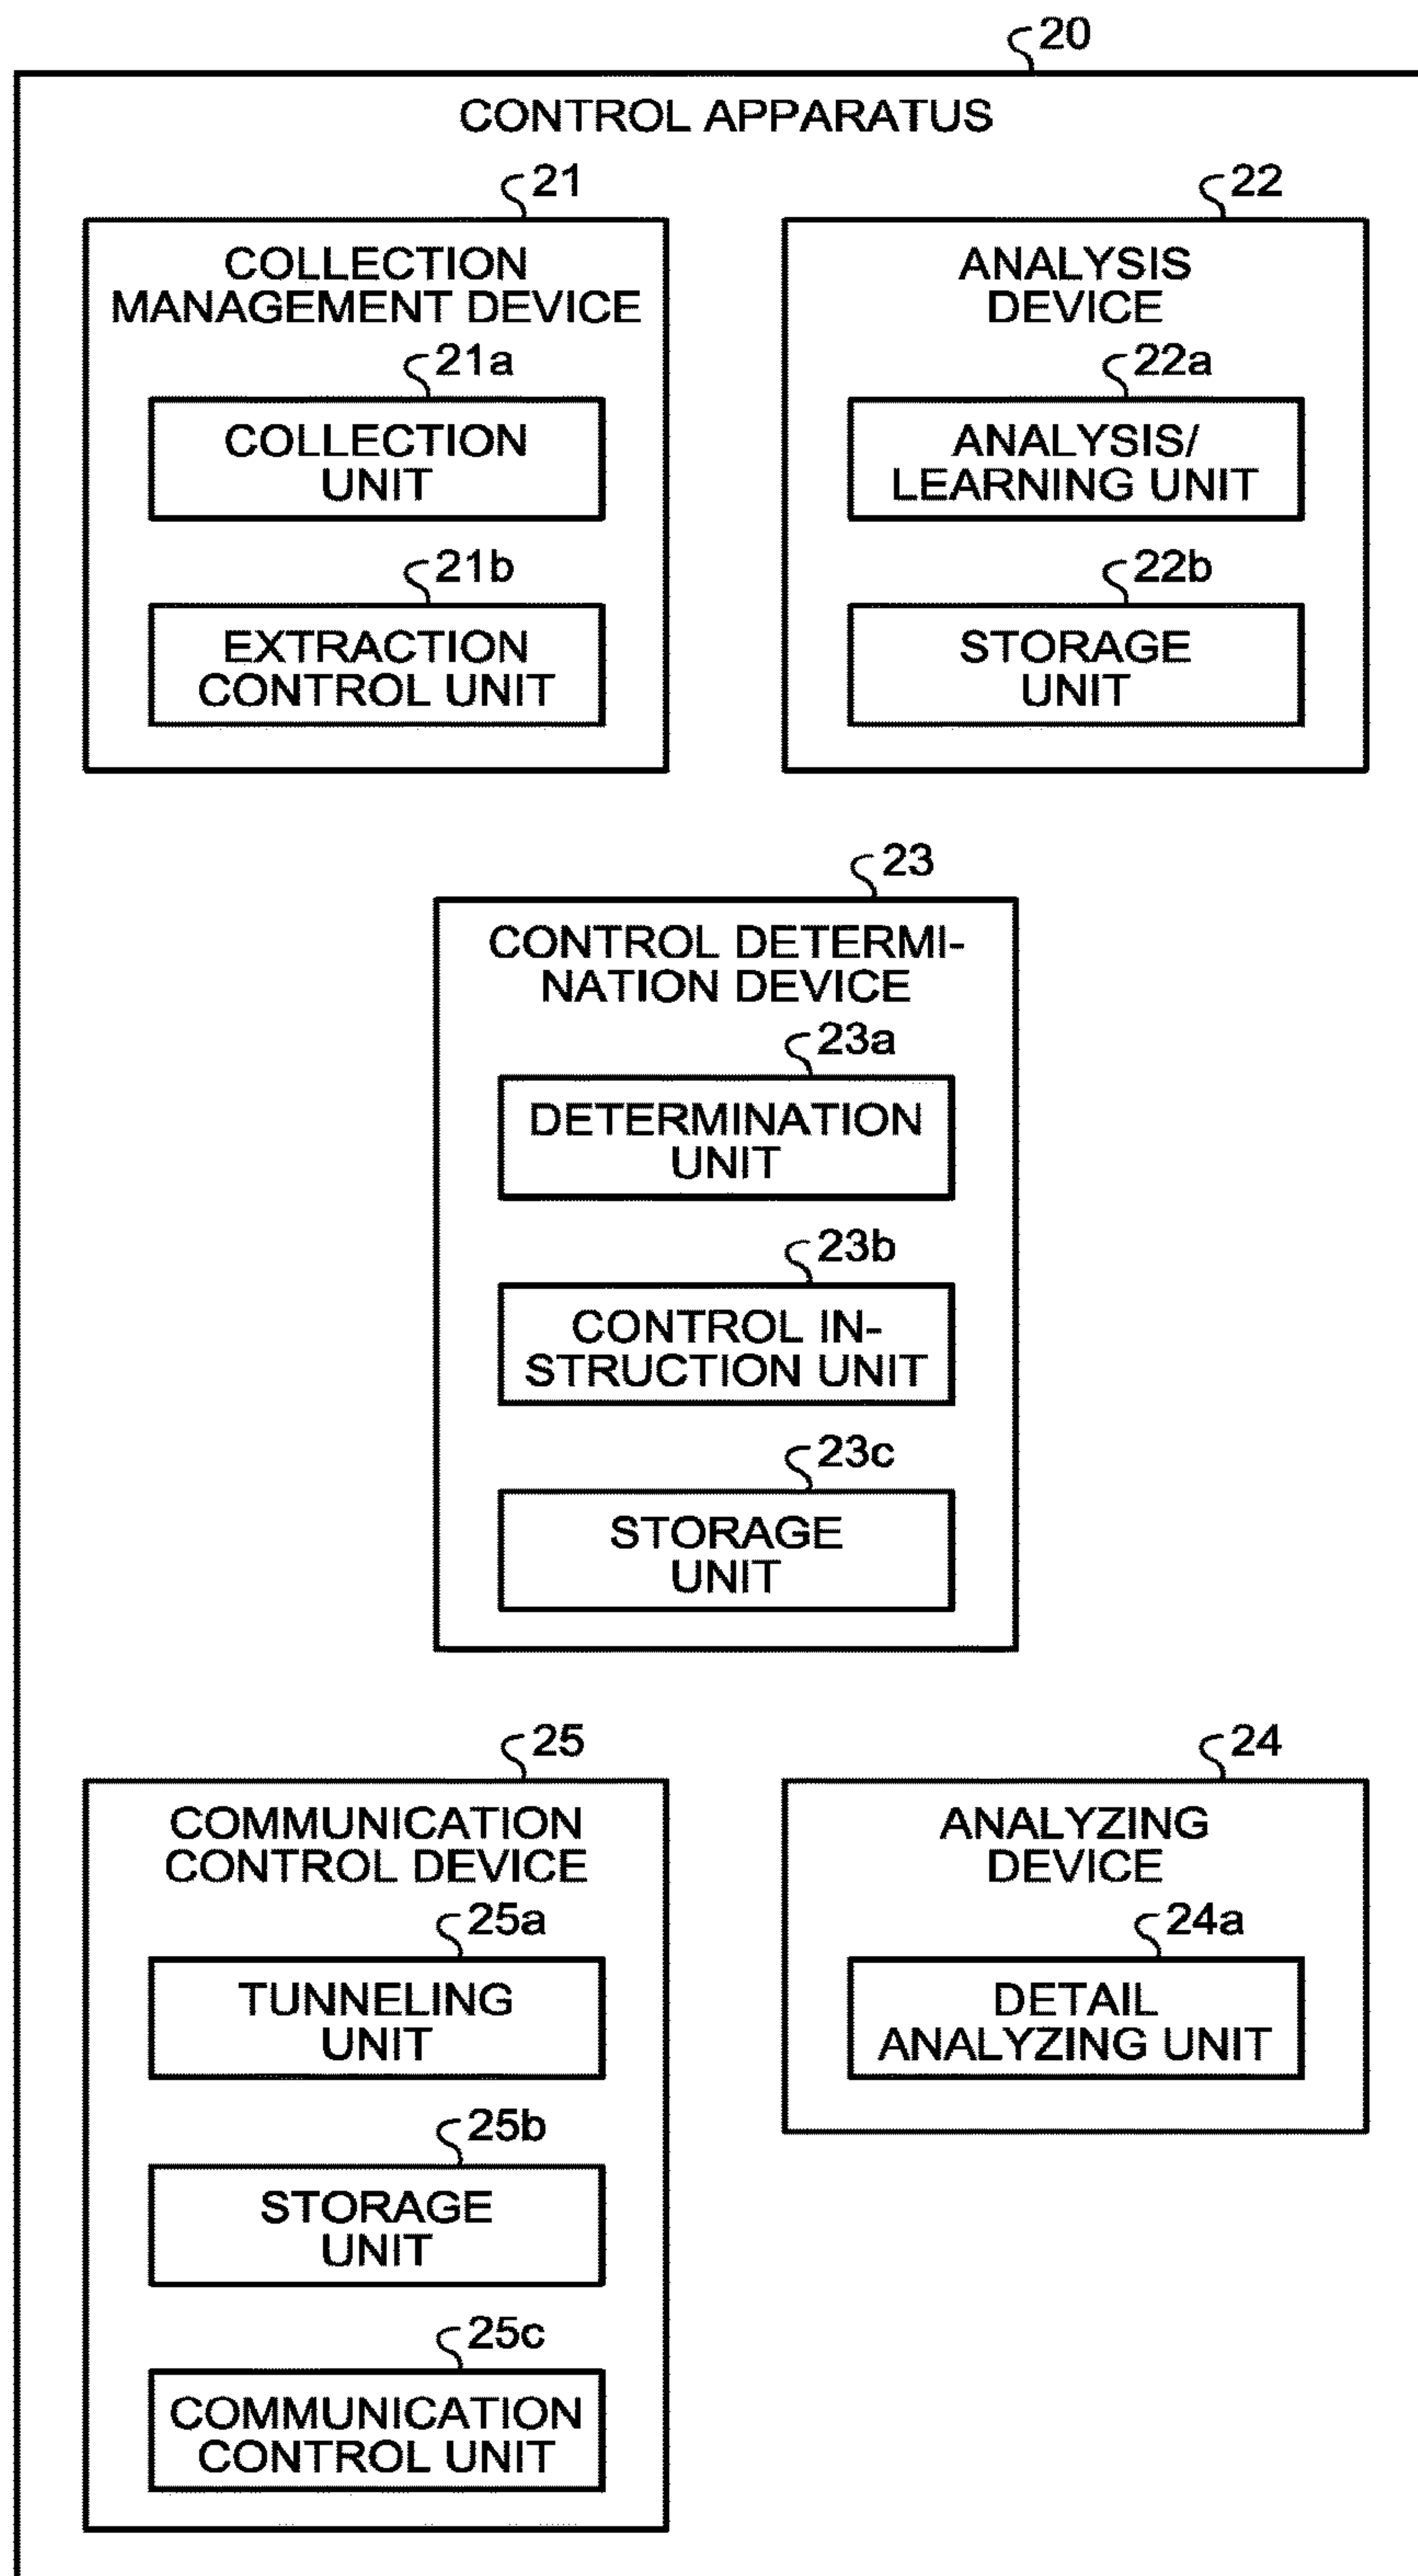 20
CONTROL APPARATUS
21
COLLECTION
MANAGEMENT DEVICE
21a
COLLECTION
UNIT
21b
EXTRACTION
CONTROL UNIT
22
ANALYSIS
DEVICE
22a
ANALYSIS/
LEARNING UNIT
22b
STORAGE
UNIT
23
CONTROL DETERMI-
NATION DEVICE
23a
DETERMINATION
UNIT
23b
CONTROL IN-
STRUCTION UNIT
23c
STORAGE
UNIT
25
COMMUNICATION
CONTROL DEVICE
25a
TUNNELING
UNIT
25b
STORAGE
UNIT
25c
COMMUNICATION
CONTROL UNIT
24
ANALYZING
DEVICE
24a
DETAIL
ANALYZING UNIT